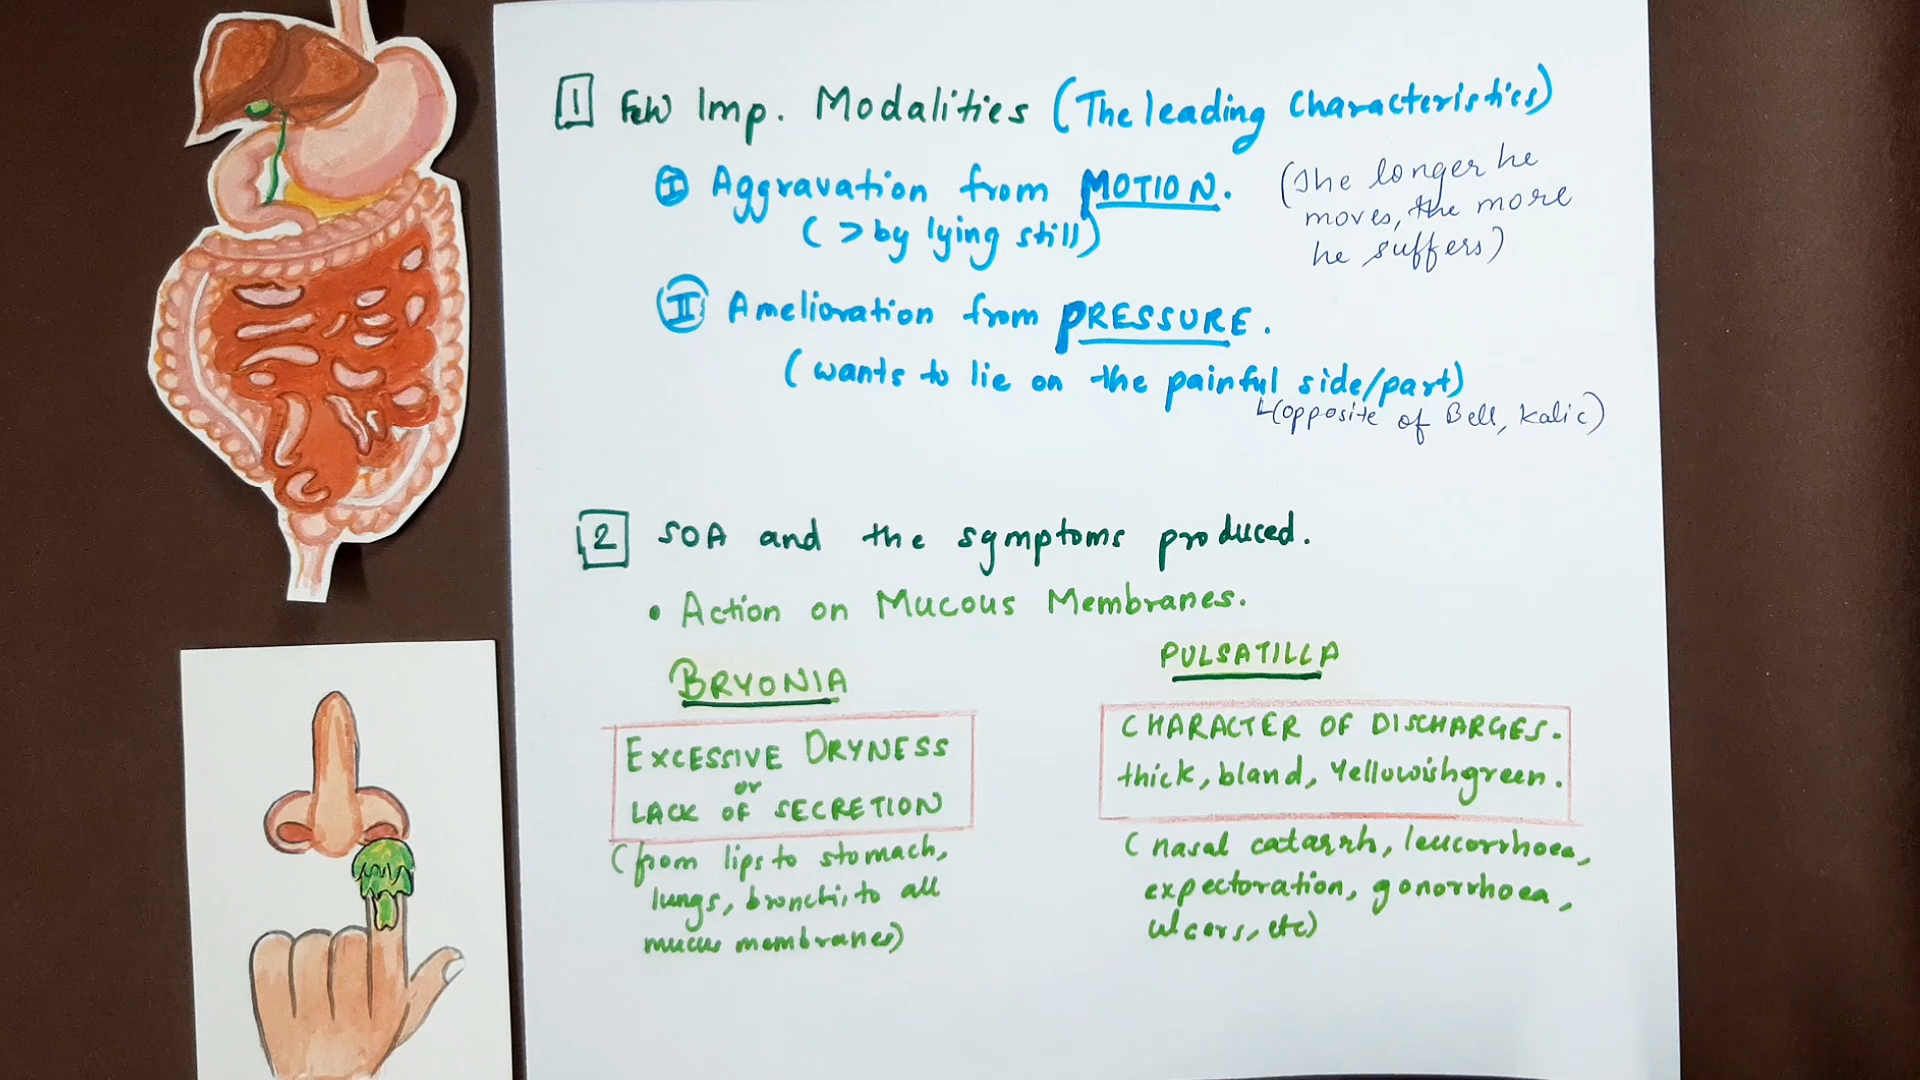 1 Few Imp. Modalities (The leading characteristics)
I Aggravation from MOTION.
(> by lying still)
(The longer he
moves, the more
he suffers)
II Amelioration from PRESSURE.
(wants to lie on the painful side/part)
(opposite of Bell, Kalic)
2 SOA and the symptoms produced.
• Action on Mucous Membranes.
BRYONIA
EXCESSIVE DRYNESS
or
LACK OF SECRETION
(from lips to stomach,
lungs, bronchi, to all
mucus membranes)
PULSATILLA
CHARACTER OF DISCHARGES.
thick, bland, Yellowish green.
(nasal catarrh, leucorrhoea,
expectoration, gonorrhoea,
ulcers, etc)